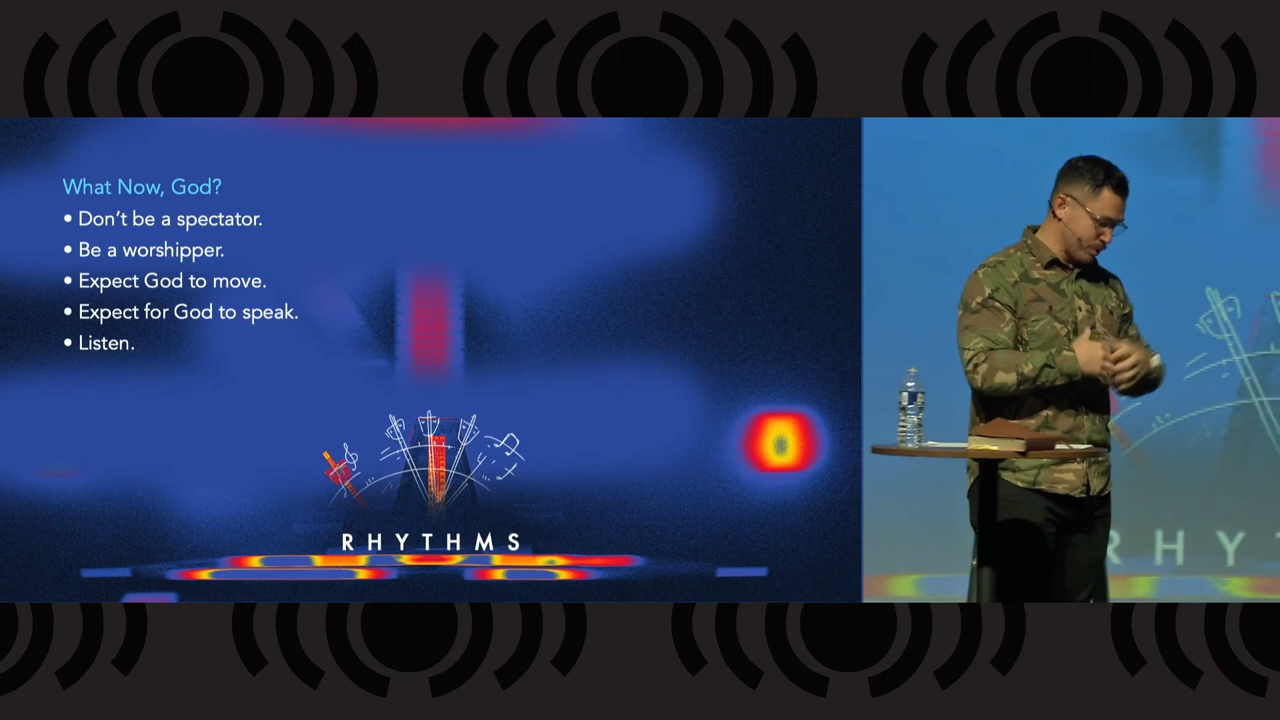 What Now, God?
• Don’t be a spectator.
• Be a worshipper.
• Expect God to move.
• Expect for God to speak.
• Listen.
RHYTHMS
RHY